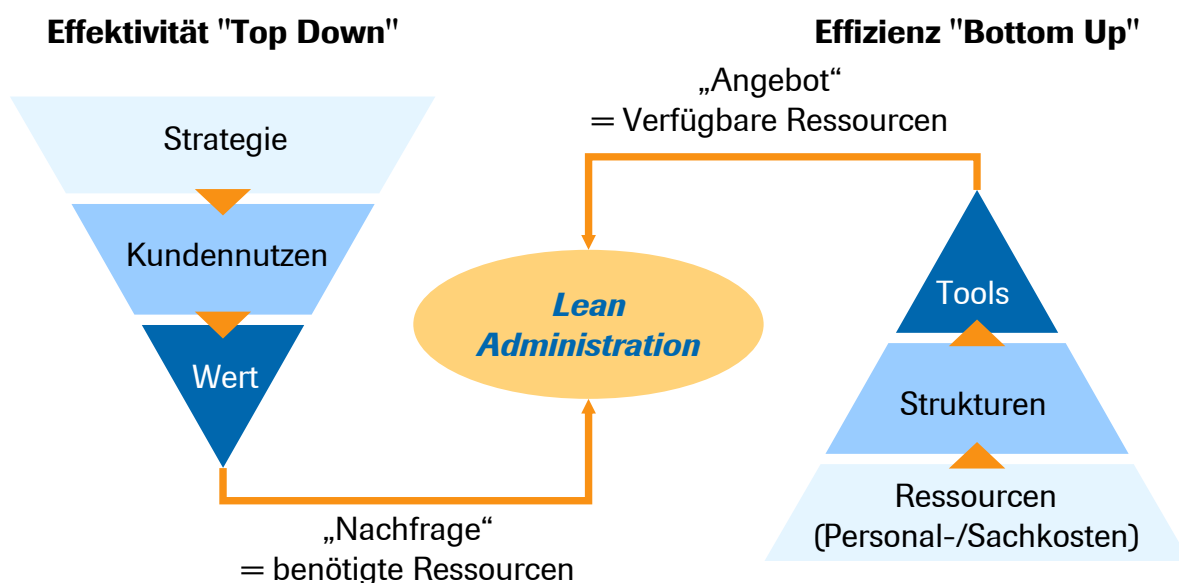 Effektivität "Top Down"
Effizienz "Bottom Up"
„Angebot“
= Verfügbare Ressourcen
Strategie
Kundennutzen
Wert
Lean
Administration
Tools
Strukturen
Ressourcen
(Personal-/Sachkosten)
„Nachfrage“
= benötigte Ressourcen